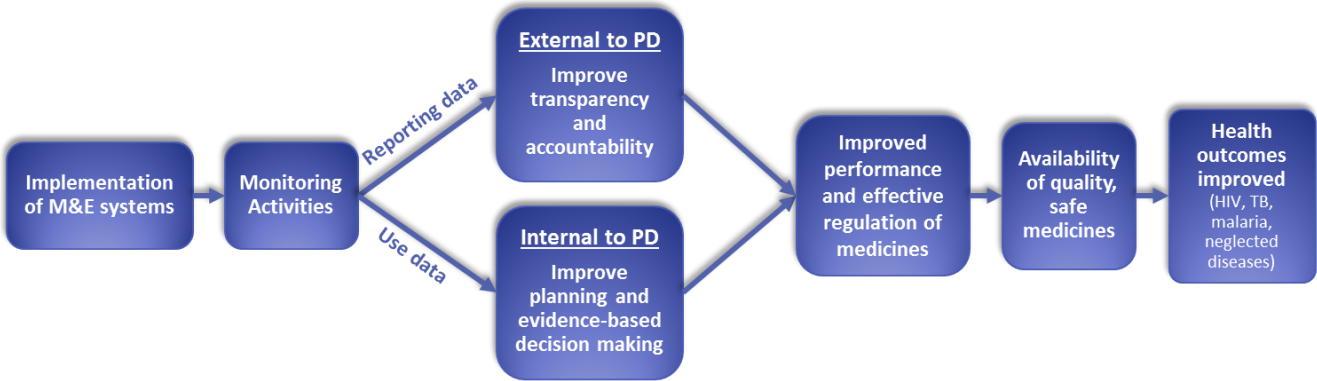 Implementation
of M&E systems
Monitoring
Activities
Reporting data
Use data
External to PD
Improve
transparency
and
accountability
Internal to PD
Improve
planning and
evidence-based
decision making
Improved
performance
and effective
regulation of
medicines
Availability
of quality,
safe
medicines
Health
outcomes
improved
(HIV, TB,
malaria,
neglected
diseases)